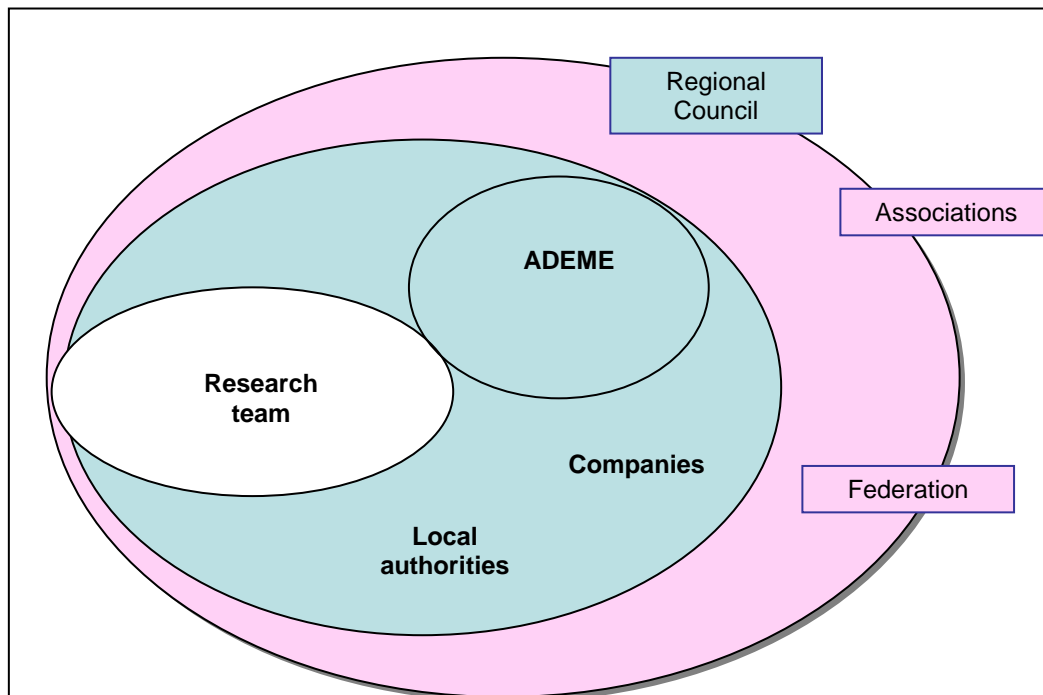 Regional
Council
Associations
ADEME
Research
team
Companies
Federation
Local
authorities